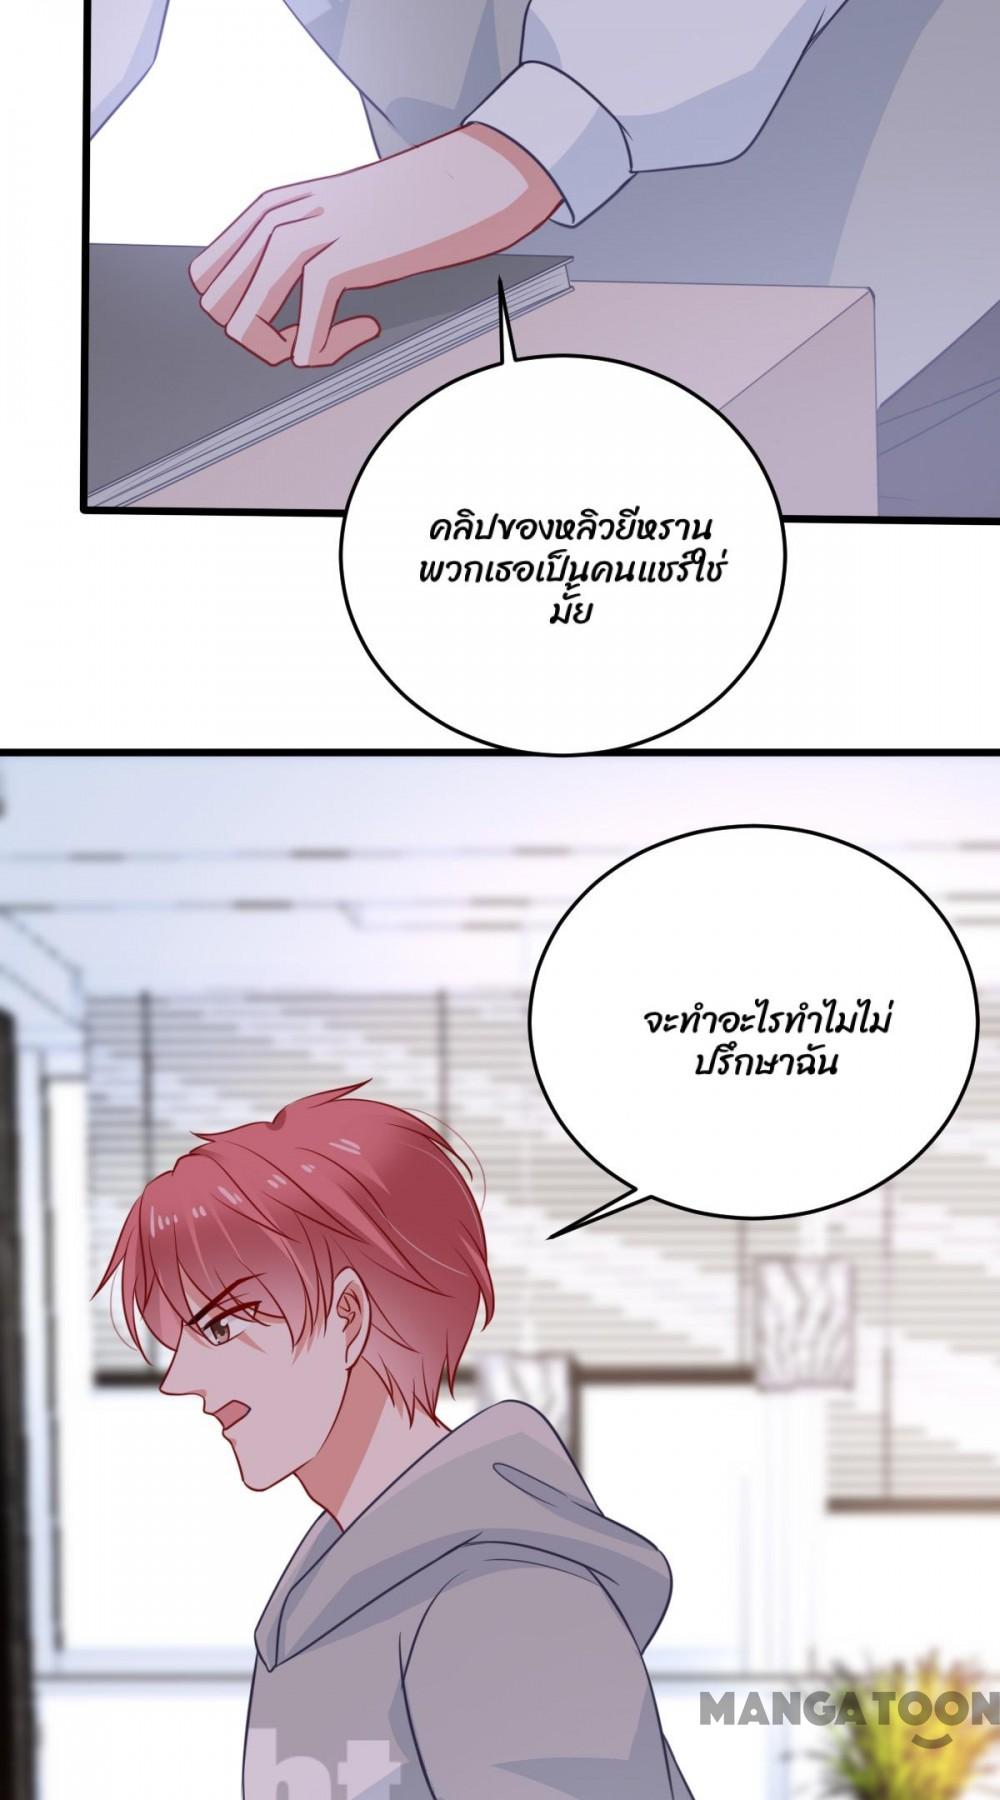 คลิปของหลิวยีหราน
พวกเธอเป็นคนแชร์ใช่
มั้ย
จะทำอะไรทำไมไม่
ปรึกษาฉัน
MANGATOON